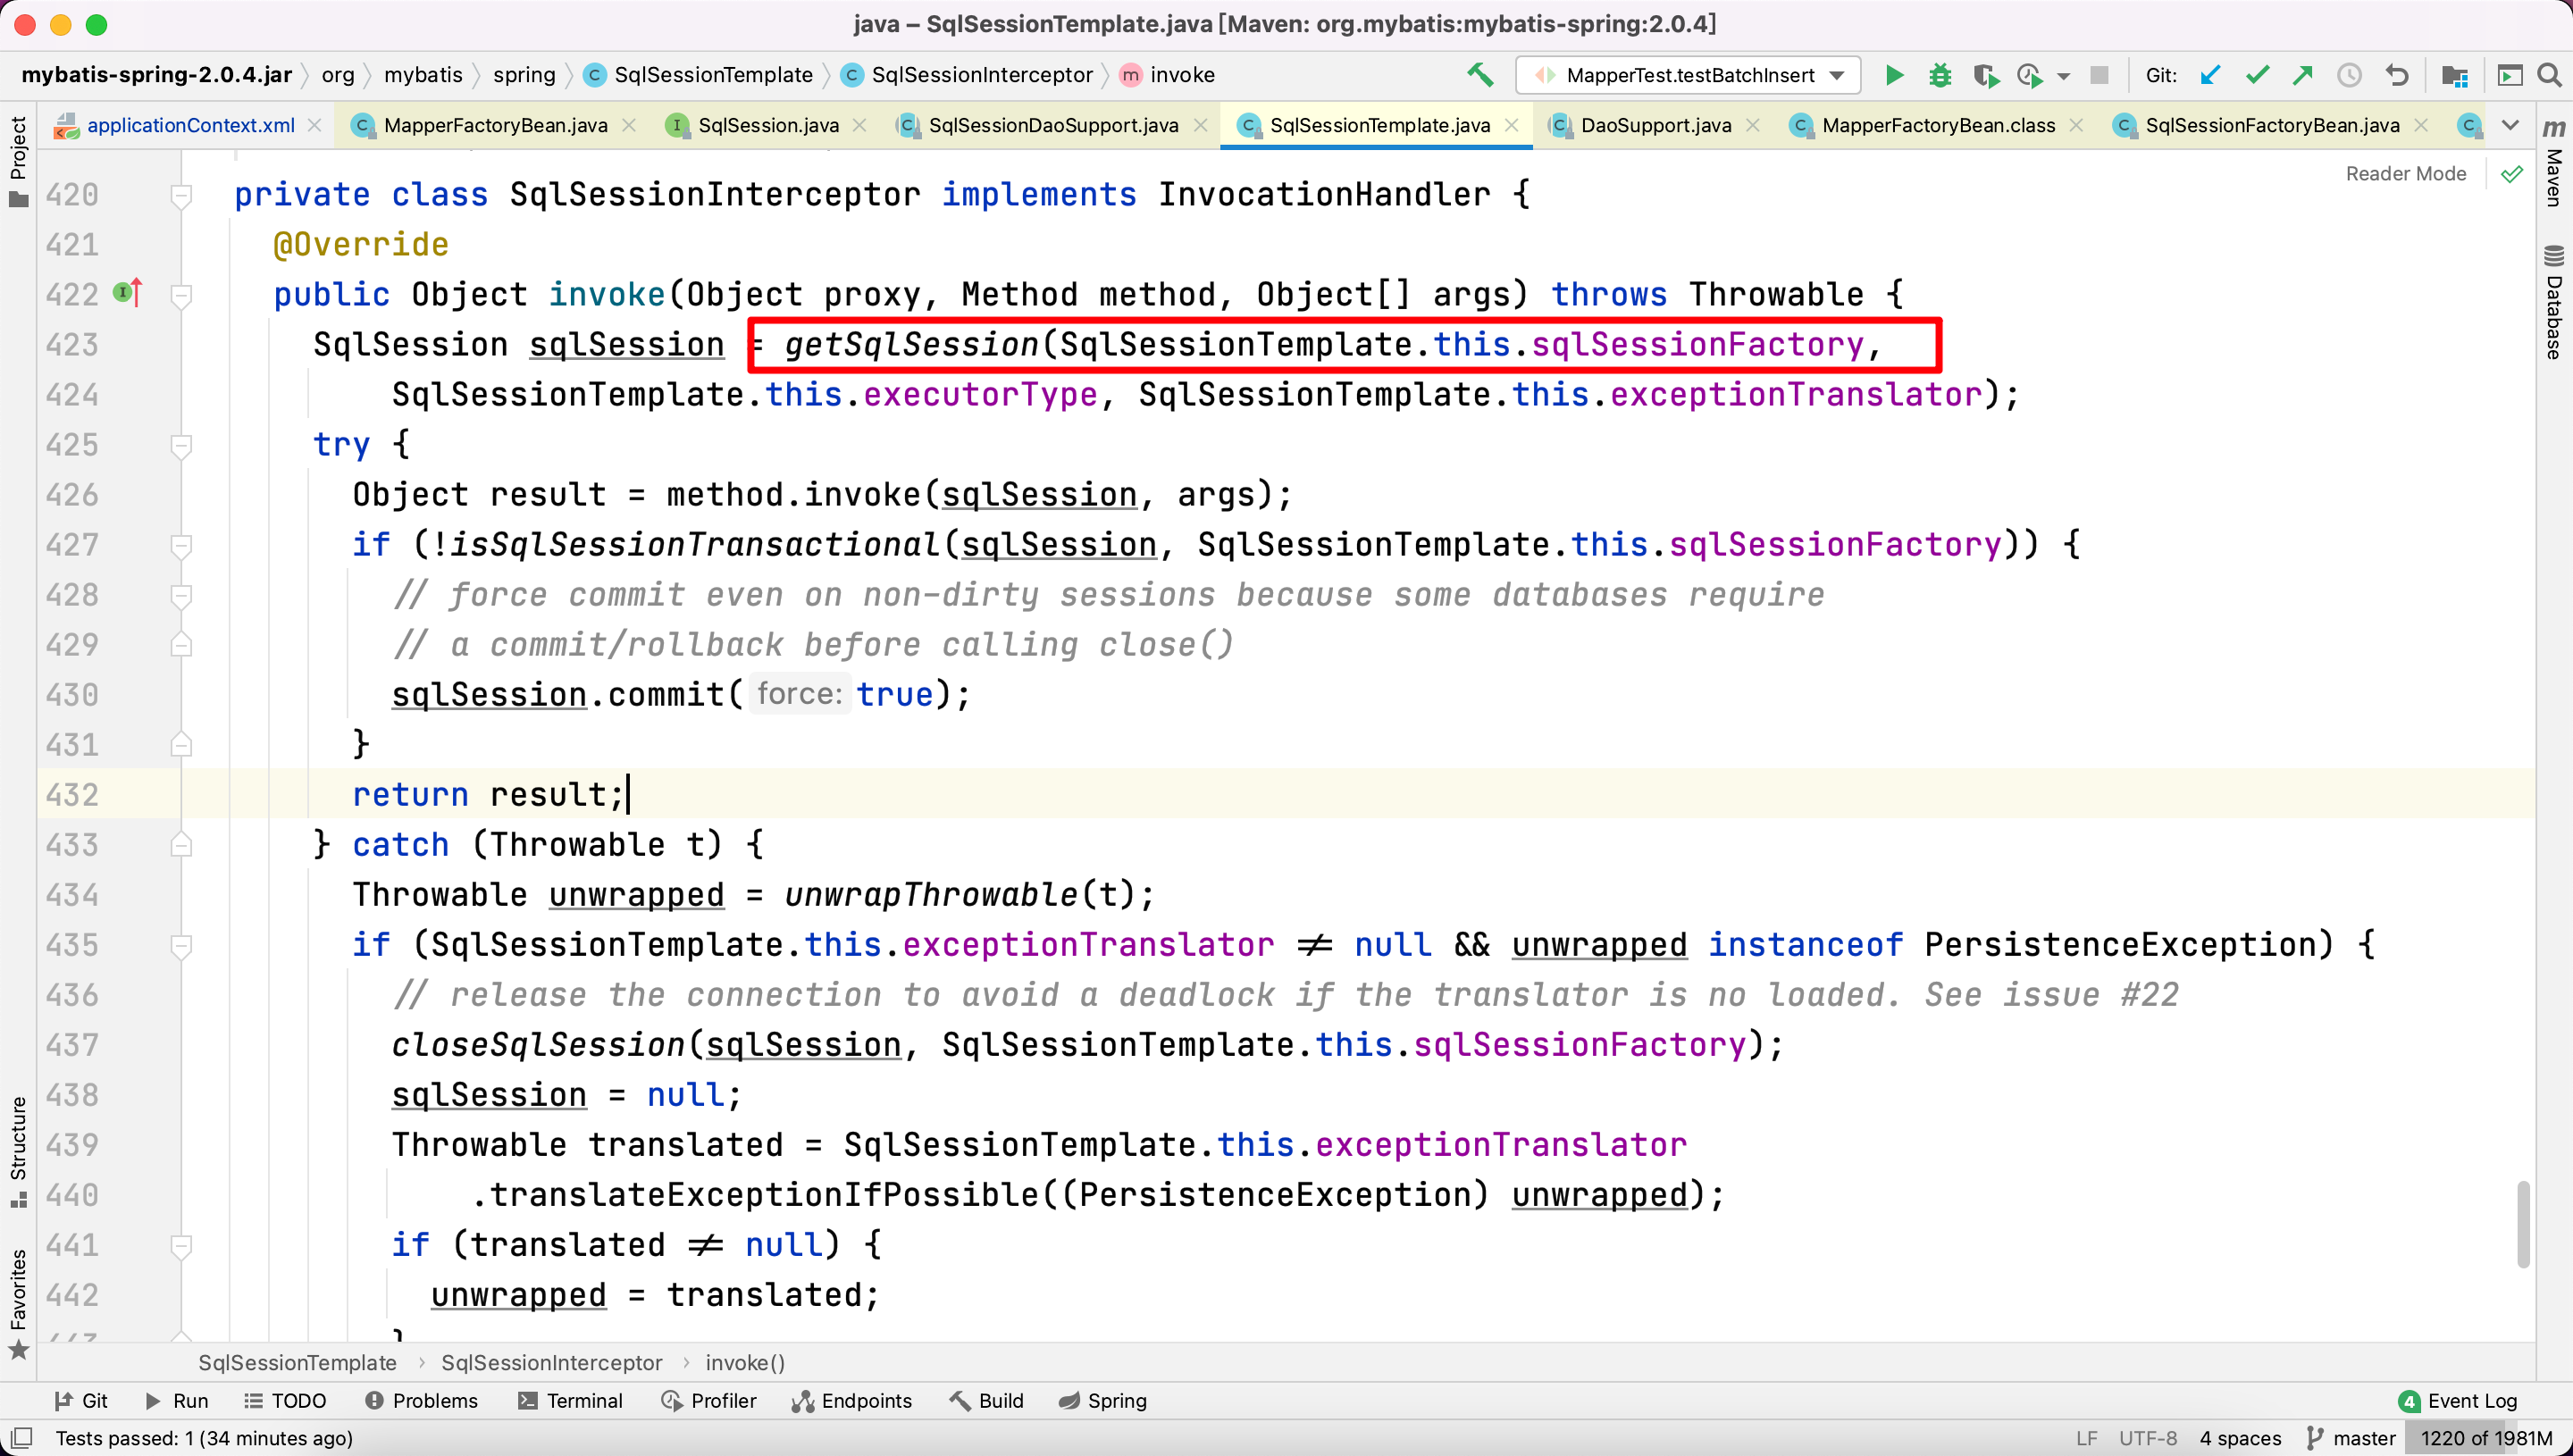 java – SqlSessionTemplate.java [Maven: org.mybatis:mybatis-spring:2.0.4]
mybatis-spring-2.0.4.jar org mybatis spring SqlSessionTemplate SqlSessionInterceptor invoke MapperTest.testBatchInsert Git:
applicationContext.xml MapperFactoryBean.java SqlSession.java SqlSessionDaoSupport.java SqlSessionTemplate.java DaoSupport.java MapperFactoryBean.class SqlSessionFactoryBean.java
Project
Structure
Favorites
Maven
Database
Reader Mode
420 private class SqlSessionInterceptor implements InvocationHandler {
421 @Override
422 public Object invoke(Object proxy, Method method, Object[] args) throws Throwable {
423 SqlSession sqlSession = getSqlSession(SqlSessionTemplate.this.sqlSessionFactory,
424 SqlSessionTemplate.this.executorType, SqlSessionTemplate.this.exceptionTranslator);
425 try {
426 Object result = method.invoke(sqlSession, args);
427 if (!isSqlSessionTransactional(sqlSession, SqlSessionTemplate.this.sqlSessionFactory)) {
428 // force commit even on non-dirty sessions because some databases require
429 // a commit/rollback before calling close()
430 sqlSession.commit( force: true);
431 }
432 return result;
433 } catch (Throwable t) {
434 Throwable unwrapped = unwrapThrowable(t);
435 if (SqlSessionTemplate.this.exceptionTranslator ≠ null && unwrapped instanceof PersistenceException) {
436 // release the connection to avoid a deadlock if the translator is no loaded. See issue #22
437 closeSqlSession(sqlSession, SqlSessionTemplate.this.sqlSessionFactory);
438 sqlSession = null;
439 Throwable translated = SqlSessionTemplate.this.exceptionTranslator
440 .translateExceptionIfPossible((PersistenceException) unwrapped);
441 if (translated ≠ null) {
442 unwrapped = translated;
SqlSessionTemplate › SqlSessionInterceptor › invoke()
Git Run TODO Problems Terminal Profiler Endpoints Build Spring 4 Event Log
Tests passed: 1 (34 minutes ago) LF UTF-8 4 spaces master 1220 of 1981M